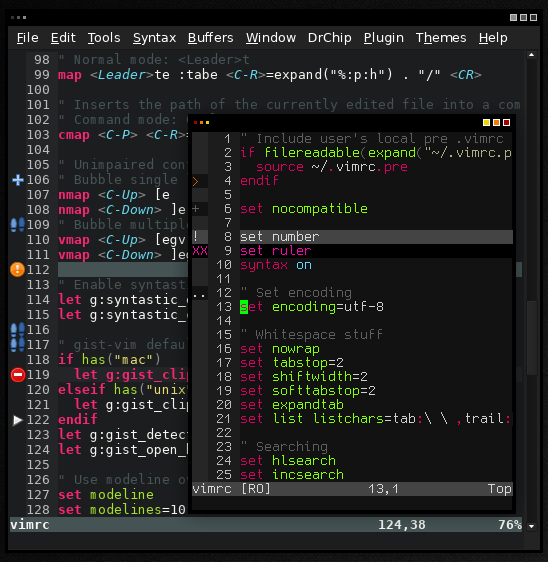 File Edit Tools Syntax Buffers Window DrChip Plugin Themes Help
98 " Normal mode: <Leader>t
99 map <Leader>te :tabe <C-R>=expand("%:p:h") . "/" <CR>
100
101 " Inserts the path of the currently edited file into a com
102 " Command mode:
103 cmap <C-P> <C-R>=
104
105 " Unimpaired con
106 " Bubble single
107 nmap <C-Up> [e
108 nmap <C-Down> ]e
109 " Bubble multiple
110 vmap <C-Up> [egv
111 vmap <C-Down> ]eg
112
113 " Enable syntast
114 let g:syntastic_
115 let g:syntastic_
116
117 " gist-vim defau
118 if has("mac")
119 let g:gist_clip
120 elseif has("unix
121 let g:gist_clip
122 endif
123 let g:gist_detect
124 let g:gist_open_b
125
126 " Use modeline ov
127 set modeline
128 set modelines=10
vimrc 124,38 76%
1 " Include user's local pre .vimrc
2 if filereadable(expand("~/.vimrc.p
3 source ~/.vimrc.pre
> 4 endif
5
+ 6 set nocompatible
7
! 8 set number
XX 9 set ruler
10 syntax on
11
.. 12 " Set encoding
13 set encoding=utf-8
14
15 " Whitespace stuff
16 set nowrap
17 set tabstop=2
18 set shiftwidth=2
19 set softtabstop=2
20 set expandtab
21 set list listchars=tab:\ \ ,trail:
22
23 " Searching
24 set hlsearch
25 set incsearch
vimrc [RO] 13,1 Top